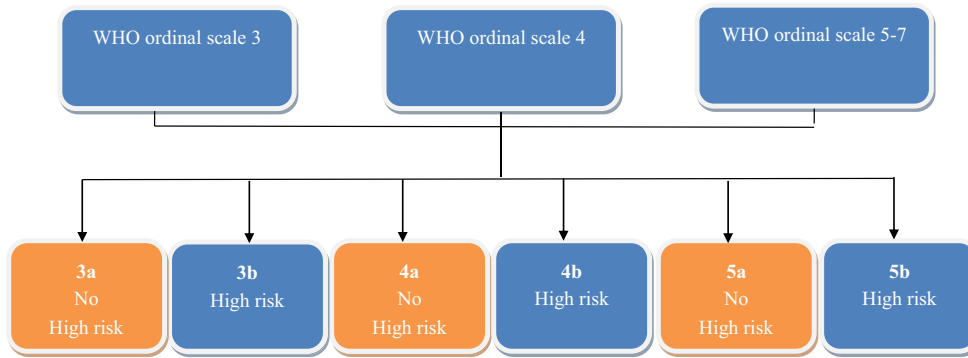 WHO ordinal scale 3
WHO ordinal scale 4
WHO ordinal scale 5-7
3a
No
High risk
3b
High risk
4a
No
High risk
4b
High risk
5a
No
High risk
5b
High risk